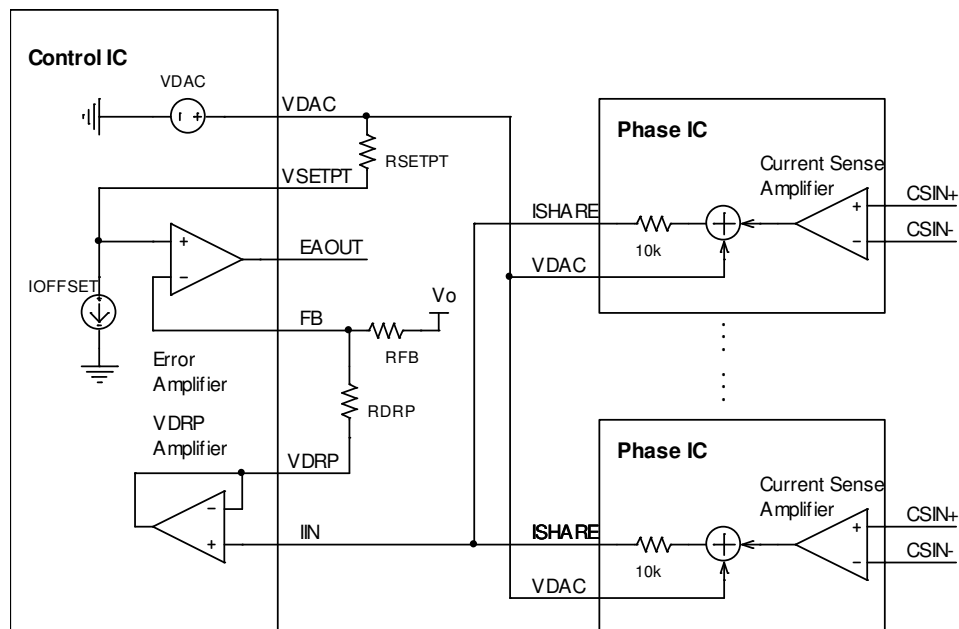 Control IC
VDAC
VDAC
RSETPT
VSETPT
EAOUT
IOFFSET
FB
Vo
RFB
Error
Amplifier
RDRP
VDRP
Amplifier
VDRP
IIN
Phase IC
Current Sense
Amplifier
CSIN+
CSIN-
ISHARE
10k
VDAC
Phase IC
Current Sense
Amplifier
CSIN+
CSIN-
ISHARE
10k
VDAC